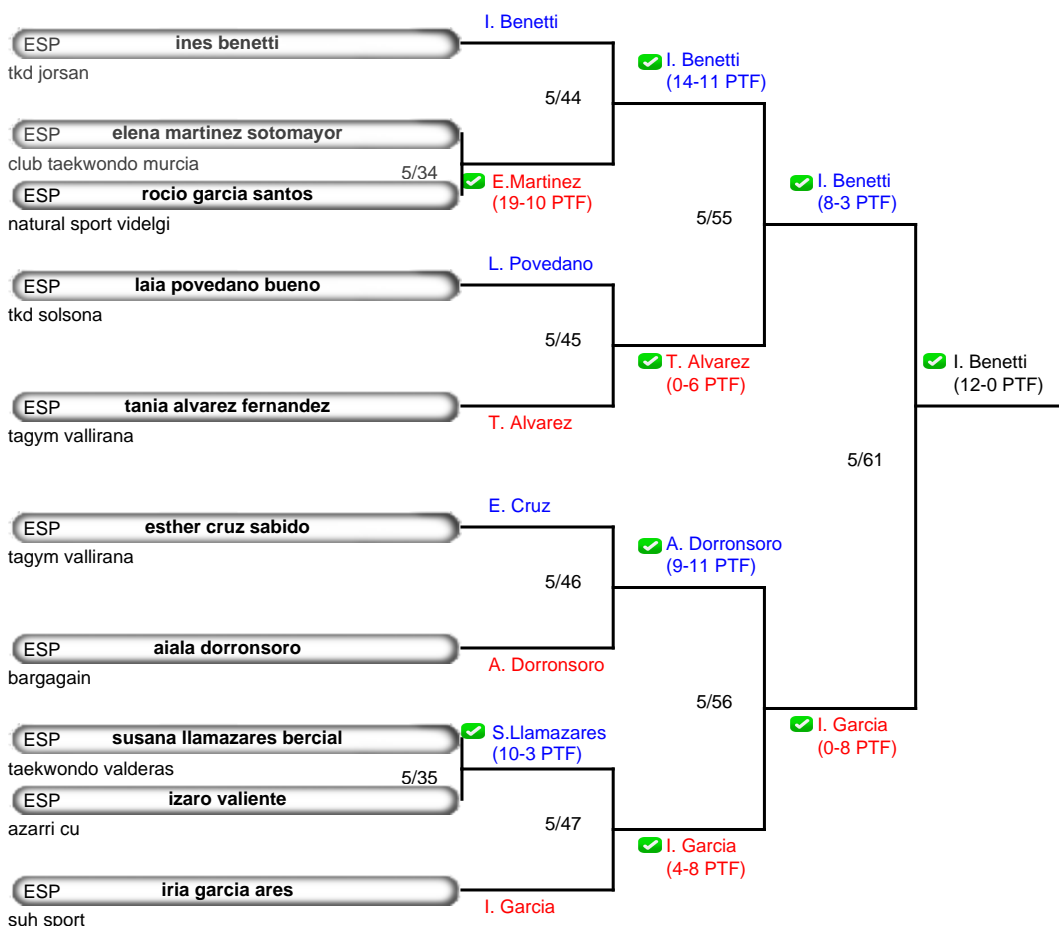 I. Benetti
ESP ines benetti
tkd jorsan
I. Benetti
(14-11 PTF)
5/44
ESP elena martinez sotomayor
club taekwondo murcia
5/34
ESP rocio garcia santos
natural sport videlgi
E.Martinez
(19-10 PTF)
I. Benetti
(8-3 PTF)
5/55
L. Povedano
ESP laia povedano bueno
tkd solsona
5/45
T. Alvarez
(0-6 PTF)
I. Benetti
(12-0 PTF)
ESP tania alvarez fernandez
tagym vallirana
T. Alvarez
5/61
E. Cruz
ESP esther cruz sabido
tagym vallirana
A. Dorronsoro
(9-11 PTF)
5/46
ESP aiala dorronsoro
bargagain
A. Dorronsoro
5/56
I. Garcia
(0-8 PTF)
ESP susana llamazares bercial
taekwondo valderas
S.Llamazares
(10-3 PTF)
5/35
ESP izaro valiente
azarri cu
5/47
I. Garcia
(4-8 PTF)
ESP iria garcia ares
suh sport
I. Garcia